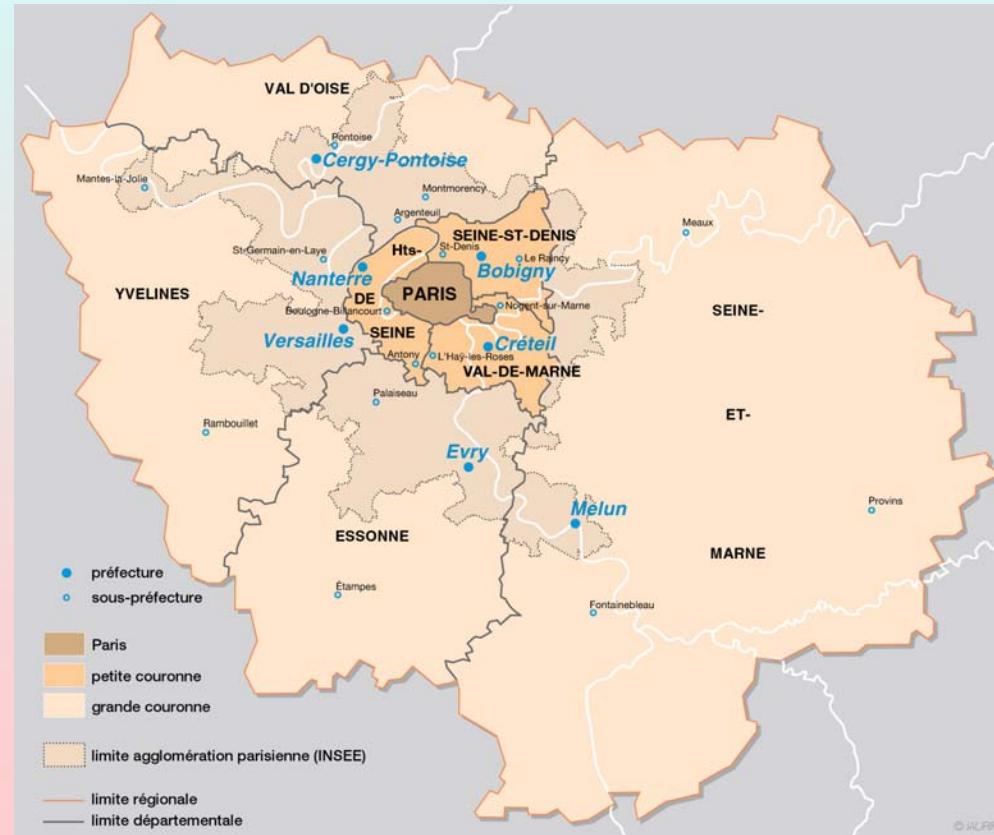 VAL D'OISE
Pontoise
Cergy-Pontoise
Mantes-la-Jolie
Montmorency
Argenteuil
Meaux
St-Germain-en-Laye
Hts-
St-Denis
SEINE-ST-DENIS
Le Raincy
Nanterre
Bobigny
YVELINES
DE
PARIS
Boulogne-Billancourt
Nogent-sur-Marne
SEINE-
Versailles
SEINE
Créteil
Antony
L'Haÿ-les-Roses
VAL-DE-MARNE
Palaiseau
ET-
Rambouillet
Evry
Melun
Provins
ESSONNE
MARNE
Étampes
Fontainebleau
préfecture
sous-préfecture
Paris
petite couronne
grande couronne
limite agglomération parisienne (INSEE)
limite régionale
limite départementale